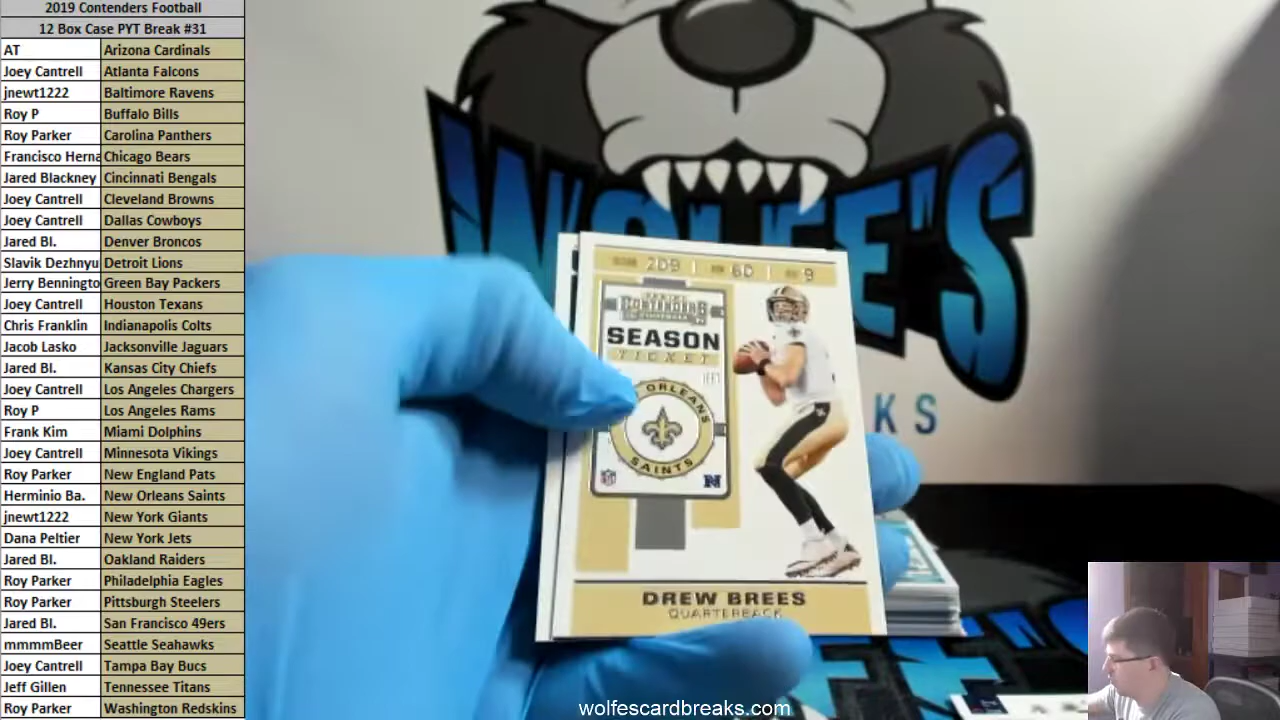 2019 Contenders Football
12 Box Case PYT Break #31
AT Arizona Cardinals
Joey Cantrell Atlanta Falcons
jnewt1222 Baltimore Ravens
Roy P Buffalo Bills
Roy Parker Carolina Panthers
Francisco Herna Chicago Bears
Jared Blackney Cincinnati Bengals
Joey Cantrell Cleveland Browns
Joey Cantrell Dallas Cowboys
Jared Bl. Denver Broncos
Slavik Dezhnyu Detroit Lions
Jerry Benningto Green Bay Packers
Joey Cantrell Houston Texans
Chris Franklin Indianapolis Colts
Jacob Lasko Jacksonville Jaguars
Jared Bl. Kansas City Chiefs
Joey Cantrell Los Angeles Chargers
Roy P Los Angeles Rams
Frank Kim Miami Dolphins
Joey Cantrell Minnesota Vikings
Roy Parker New England Pats
Herminio Ba. New Orleans Saints
jnewt1222 New York Giants
Dana Peltier New York Jets
Jared Bl. Oakland Raiders
Roy Parker Philadelphia Eagles
Roy Parker Pittsburgh Steelers
Jared Bl. San Francisco 49ers
mmmmBeer Seattle Seahawks
Joey Cantrell Tampa Bay Bucs
Jeff Gillen Tennessee Titans
Roy Parker Washington Redskins
WOLFE'S
KS
209 | 60 | 9
CONTENDERS
SEASON
TICKET
ORLEANS
SAINTS
N
DREW BREES
QUARTERBACK
wolfescardbreaks.com